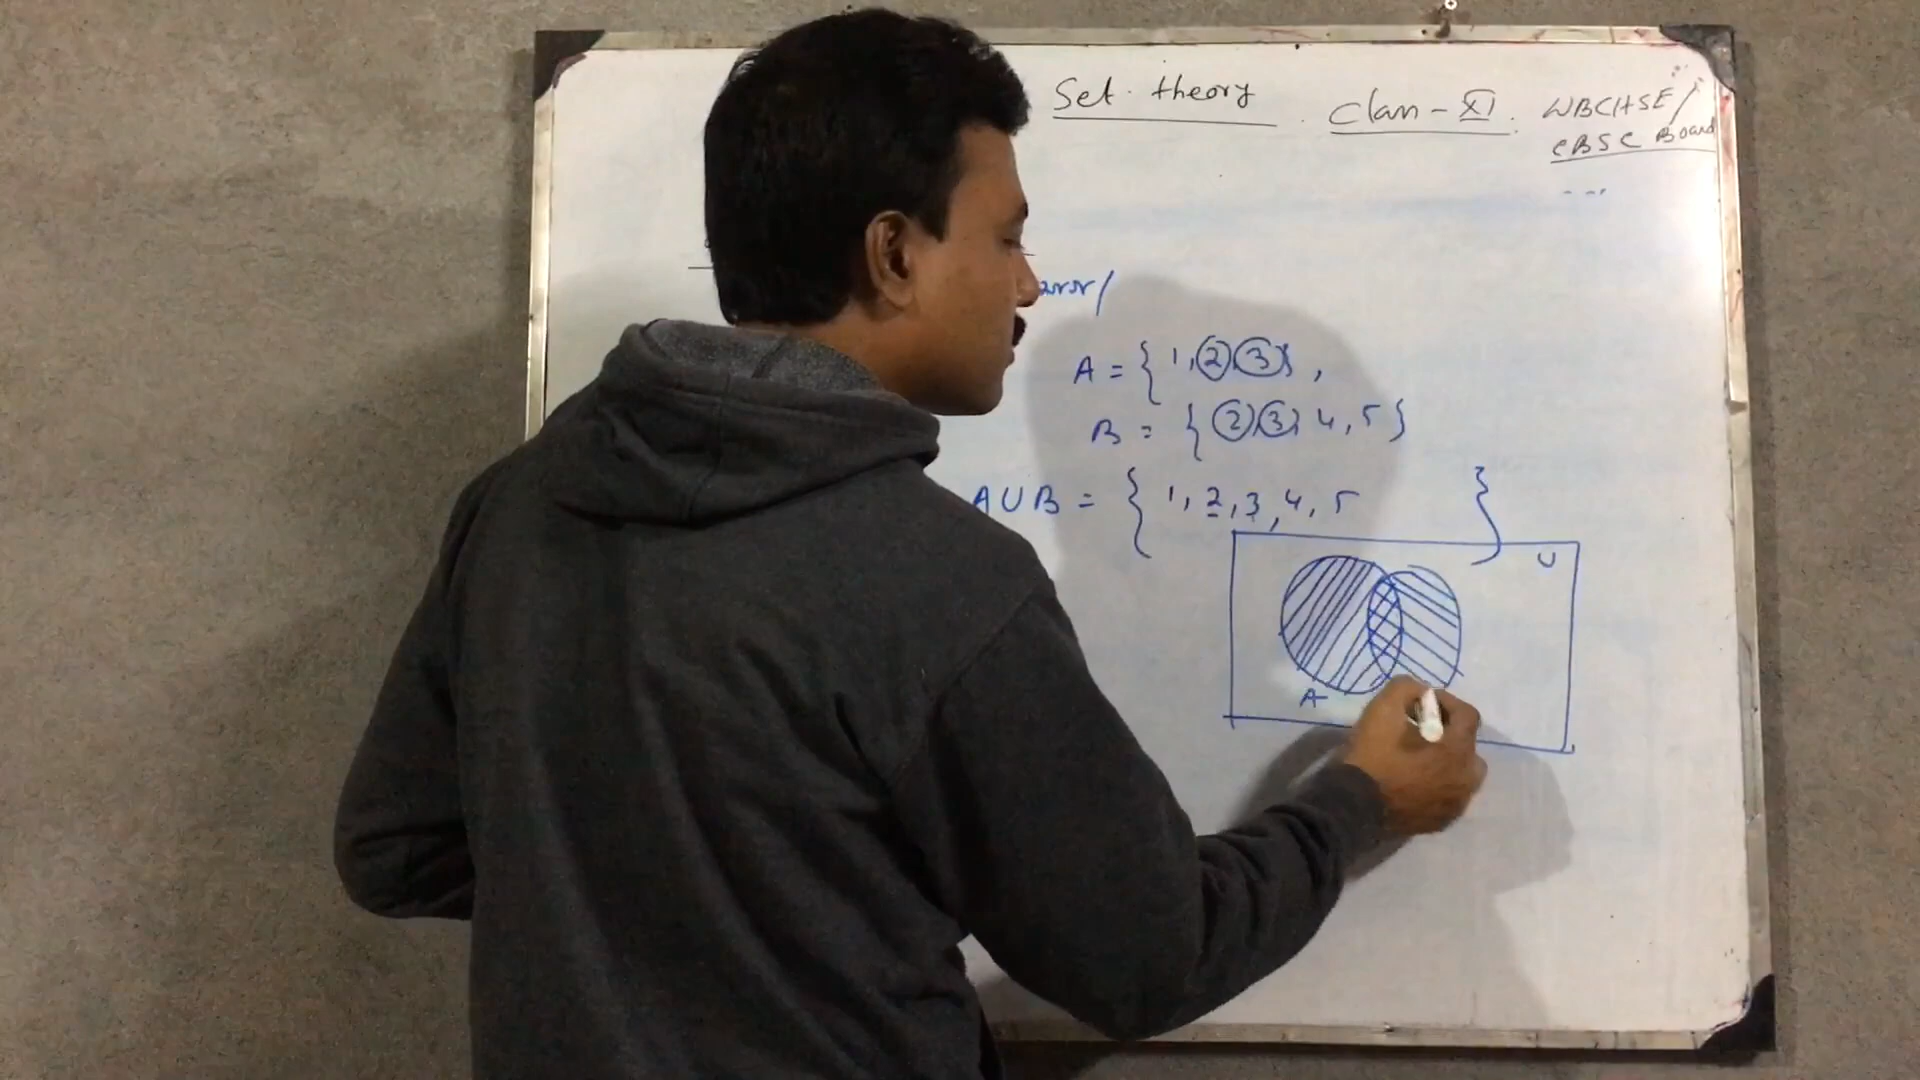 Set theory
Class - XI
WBCHSE/
CBSC Board
A = { 1, 2, 3},
B = { 2, 3, 4, 5 }
A U B = { 1, 2, 3, 4, 5 }
U
A